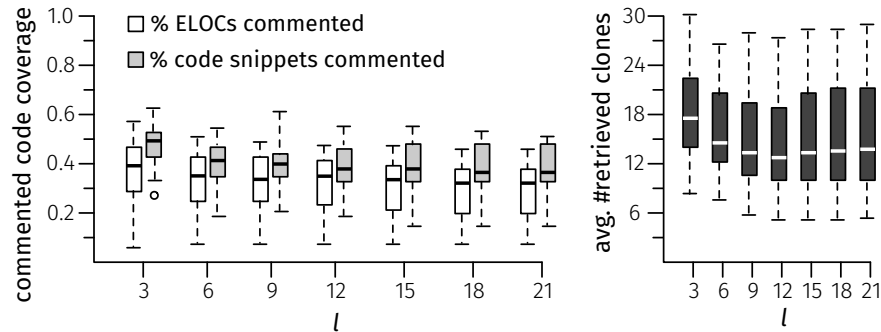 commented code coverage
1.0
0.8
0.6
0.4
0.2
% ELOCs commented
% code snippets commented
3 6 9 12 15 18 21
l
avg. #retrieved clones
30
24
18
12
6
3 6 9 12 15 18 21
l